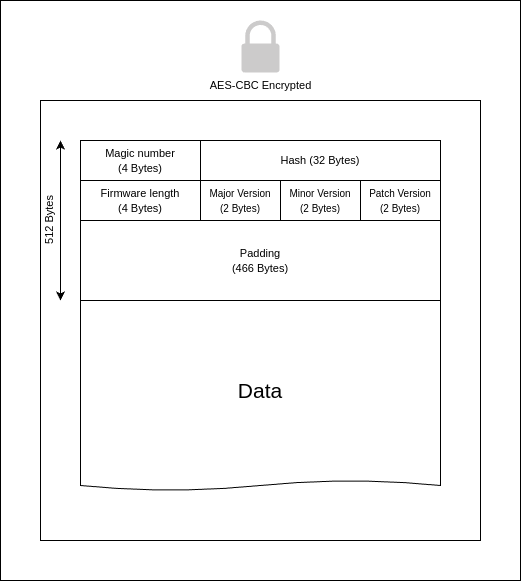 AES-CBC Encrypted
Magic number
(4 Bytes)
Hash (32 Bytes)
512 Bytes
Firmware length
(4 Bytes)
Major Version
(2 Bytes)
Minor Version
(2 Bytes)
Patch Version
(2 Bytes)
Padding
(466 Bytes)
Data